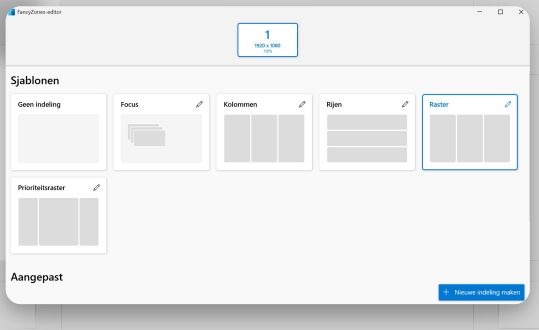 FancyZones-editor
1
1920 x 1080
Sjablonen
Geen indeling
Focus
Kolommen
Rijen
Raster
Prioriteitsraster
Aangepast
Nieuwe indeling maken